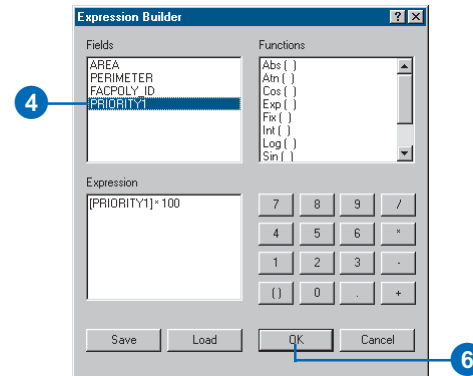 Expression Builder
? ×
Fields
AREA
PERIMETER
FACPOLY_ID
PRIORITY1
Functions
Abs ( )
Atn ( )
Cos ( )
Exp ( )
Fix ( )
Int ( )
Log ( )
Sin ( )
4
Expression
[PRIORITY1] * 100
7 8 9 /
4 5 6 *
1 2 3 -
( ) 0 . +
Save Load OK Cancel
6